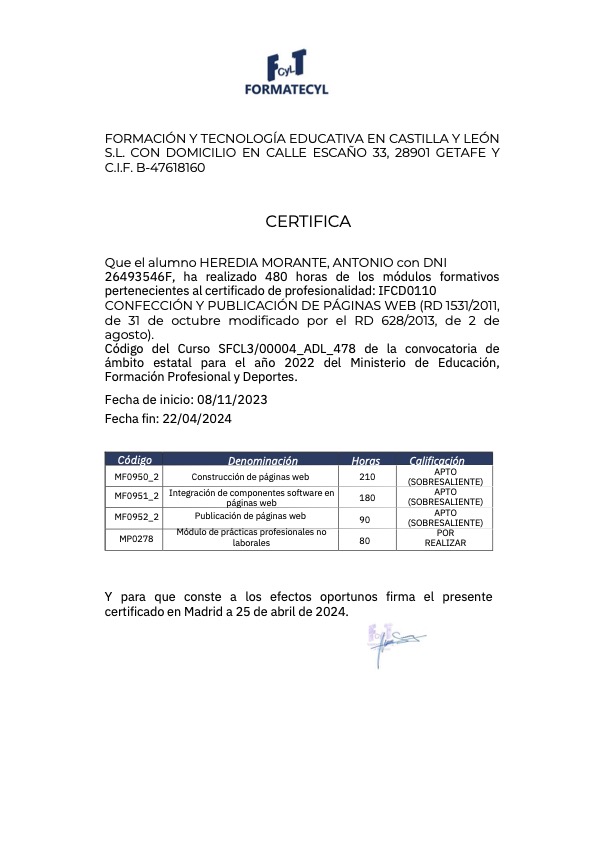 FCyLT
FORMATECYL
FORMACIÓN Y TECNOLOGÍA EDUCATIVA EN CASTILLA Y LEÓN
S.L. CON DOMICILIO EN CALLE ESCAÑO 33, 28901 GETAFE Y
C.I.F. B-47618160
CERTIFICA
Que el alumno HEREDIA MORANTE, ANTONIO con DNI
26493546F, ha realizado 480 horas de los módulos formativos
pertenecientes al certificado de profesionalidad: IFCD0110
CONFECCIÓN Y PUBLICACIÓN DE PÁGINAS WEB (RD 1531/2011,
de 31 de octubre modificado por el RD 628/2013, de 2 de
agosto).
Código del Curso SFCL3/00004_ADL_478 de la convocatoria de
ámbito estatal para el año 2022 del Ministerio de Educación,
Formación Profesional y Deportes.
Fecha de inicio: 08/11/2023
Fecha fin: 22/04/2024
Código Denominación Horas Calificación
MF0950_2 Construcción de páginas web 210 APTO (SOBRESALIENTE)
MF0951_2 Integración de componentes software en páginas web 180 APTO (SOBRESALIENTE)
MF0952_2 Publicación de páginas web 90 APTO (SOBRESALIENTE)
MP0278 Módulo de prácticas profesionales no laborales 80 POR REALIZAR
Y para que conste a los efectos oportunos firma el presente
certificado en Madrid a 25 de abril de 2024.